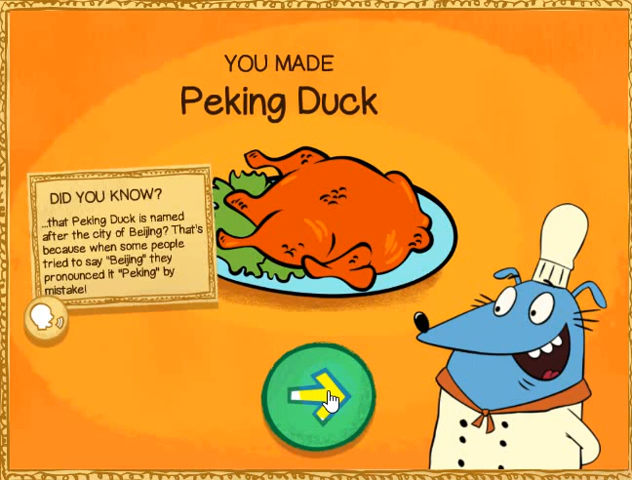 YOU MADE
Peking Duck
DID YOU KNOW?
...that Peking Duck is named
after the city of Beijing? That's
because when some people
tried to say "Beijing" they
pronounced it "Peking" by
mistake!